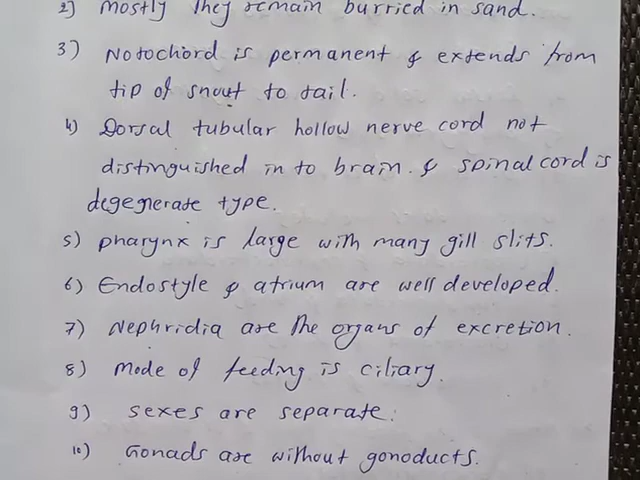 2) mostly they remain burried in sand.
3) Notochord is permanent & extends from
tip of snout to tail.
4) Dorsal tubular hollow nerve cord not
distinguished in to brain. & spinal cord is
degenerate type.
5) pharynx is large with many gill slits.
6) Endostyle & atrium are well developed.
7) Nephridia are the organs of excretion.
8) mode of feeding is ciliary.
9) sexes are separate.
10) Gonads are without gonoducts.